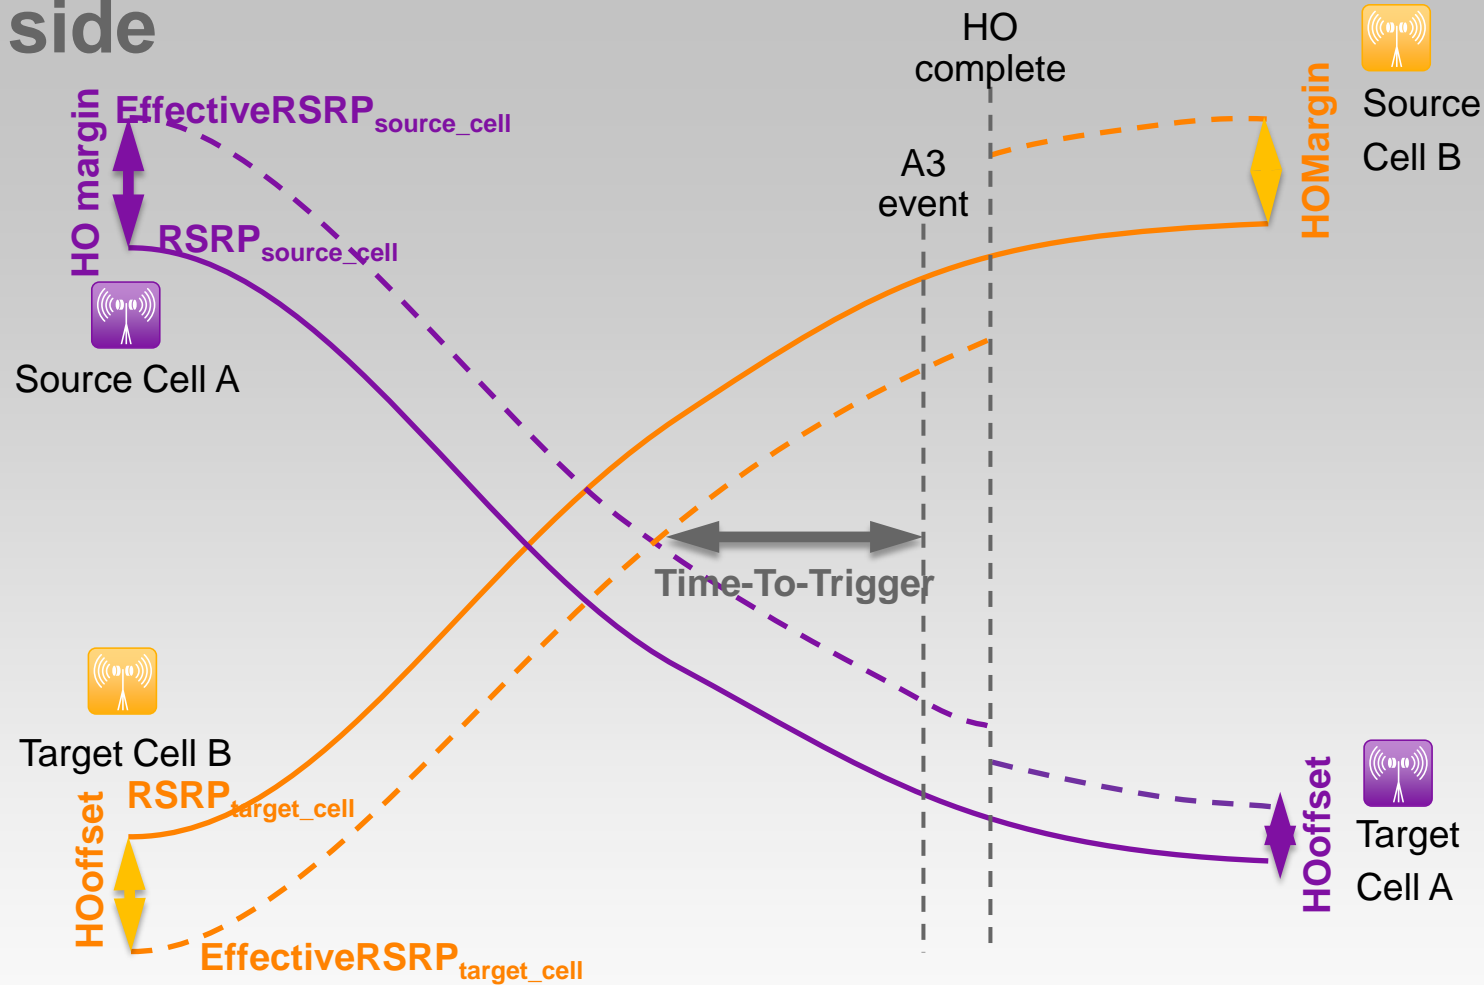 side
HO
complete
Source
Cell B
HOMargin
A3
event
EffectiveRSRPsource_cell
HO margin
RSRPsource_cell
Source Cell A
Time-To-Trigger
Target Cell B
RSRPtarget_cell
HOoffset
EffectiveRSRPtarget_cell
HOoffset
Target
Cell A